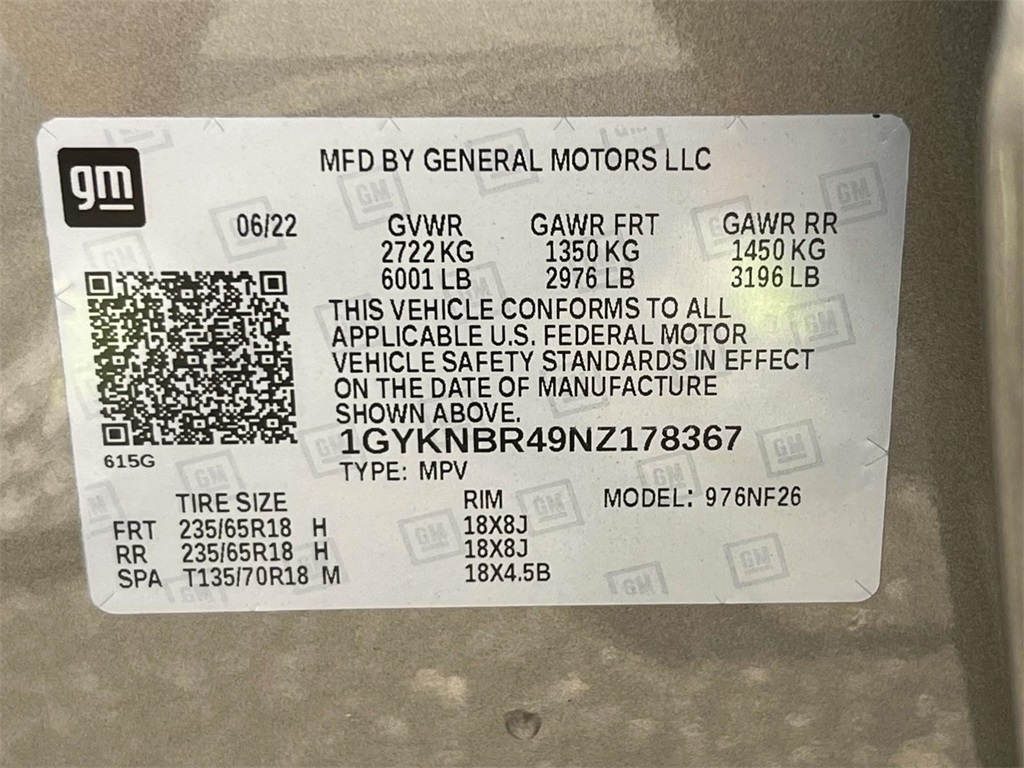 gm
MFD BY GENERAL MOTORS LLC
06/22 GVWR GAWR FRT GAWR RR
2722 KG 1350 KG 1450 KG
6001 LB 2976 LB 3196 LB
THIS VEHICLE CONFORMS TO ALL
APPLICABLE U.S. FEDERAL MOTOR
VEHICLE SAFETY STANDARDS IN EFFECT
ON THE DATE OF MANUFACTURE
SHOWN ABOVE.
1GYKNBR49NZ178367
615G
TYPE: MPV
TIRE SIZE RIM MODEL: 976NF26
FRT 235/65R18 H 18X8J
RR 235/65R18 H 18X8J
SPA T135/70R18 M 18X4.5B